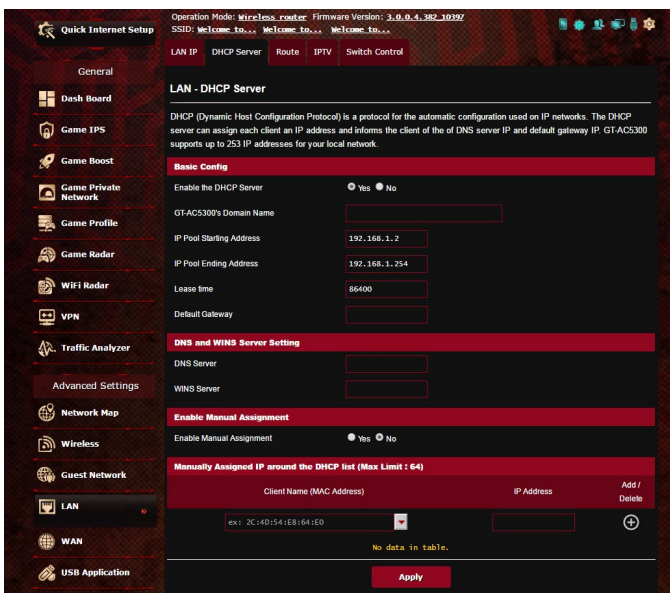 Quick Internet Setup
General
Dash Board
Game IPS
Game Boost
Game Private
Network
Game Profile
Game Radar
WiFi Radar
VPN
Traffic Analyzer
Advanced Settings
Network Map
Wireless
Guest Network
LAN
WAN
USB Application
Operation Mode: Wireless router Firmware Version: 3.0.0.4.382_10397
SSID: Welcome to... Welcome to... Welcome to...
LAN IP DHCP Server Route IPTV Switch Control
LAN - DHCP Server
DHCP (Dynamic Host Configuration Protocol) is a protocol for the automatic configuration used on IP networks. The DHCP
server can assign each client an IP address and informs the client of the of DNS server IP and default gateway IP. GT-AC5300
supports up to 253 IP addresses for your local network.
Basic Config
Enable the DHCP Server Yes No
GT-AC5300's Domain Name
IP Pool Starting Address 192.168.1.2
IP Pool Ending Address 192.168.1.254
Lease time 86400
Default Gateway
DNS and WINS Server Setting
DNS Server
WINS Server
Enable Manual Assignment
Enable Manual Assignment Yes No
Manually Assigned IP around the DHCP list (Max Limit : 64)
Client Name (MAC Address) IP Address Add /
Delete
ex: 2C:4D:54:E8:64:E0
No data in table.
Apply